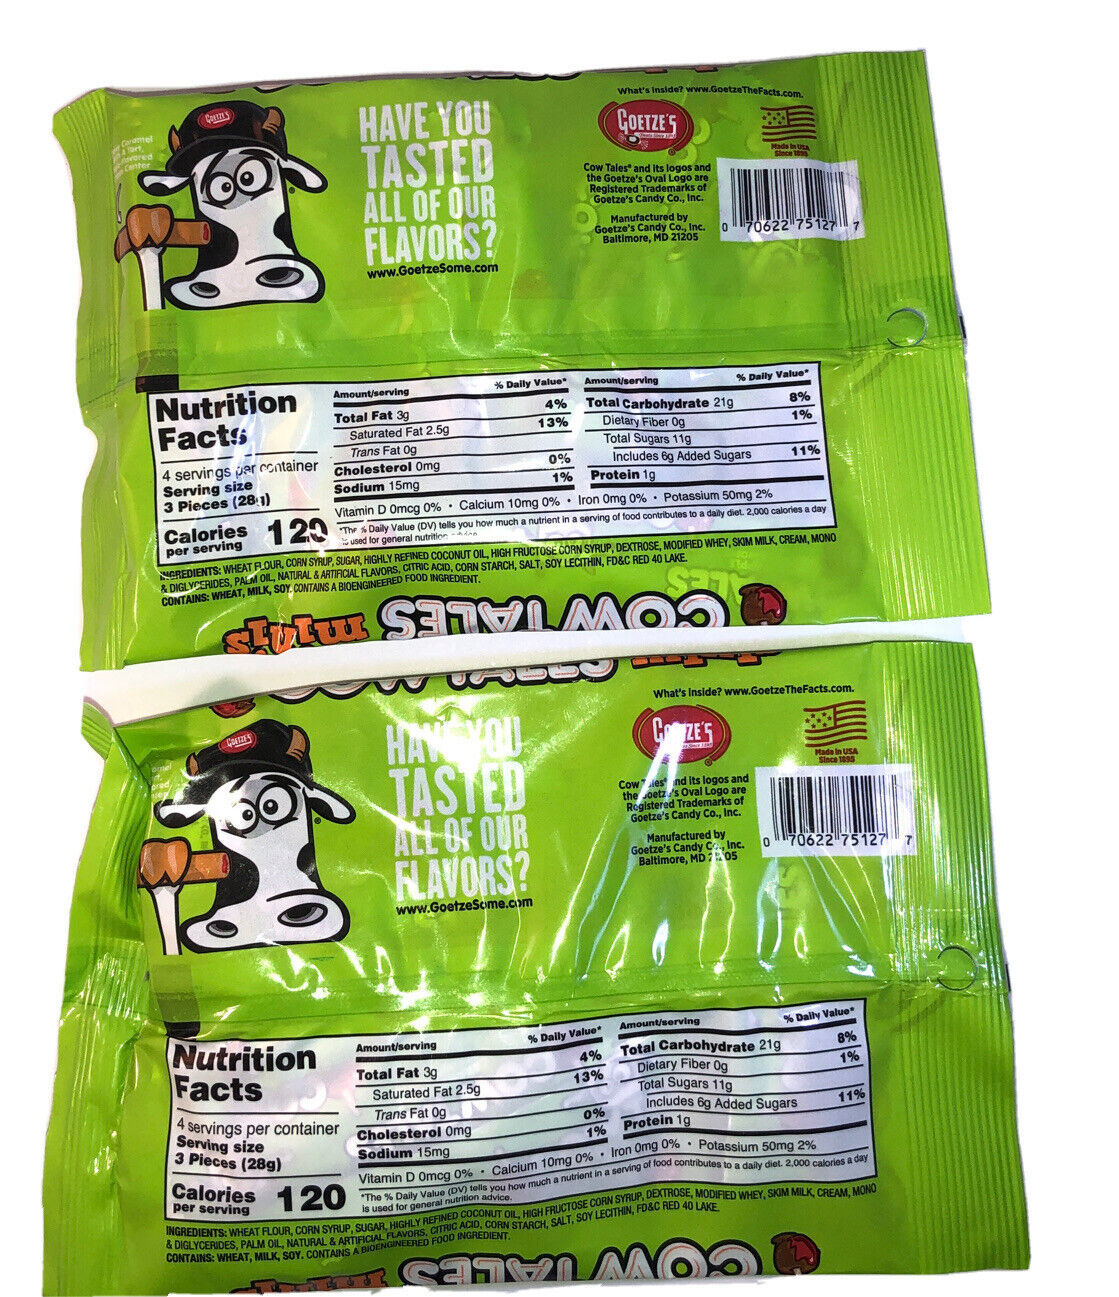 What's Inside? www.GoetzeTheFacts.com.
GOETZE'S
HAVE YOU
TASTED
ALL OF OUR
FLAVORS?
www.GoetzeSome.com
GOETZE'S
Made in USA
Since 1895
Cow Tales® and its logos and
the Goetze's Oval Logo are
Registered Trademarks of
Goetze's Candy Co., Inc.
Manufactured by
Goetze's Candy Co., Inc.
Baltimore, MD 21205
0 70622 75127 7
Nutrition
Facts
4 servings per container
Serving size
3 Pieces (28g)
Calories
per serving 120
Amount/serving % Daily Value*
Total Fat 3g 4%
Saturated Fat 2.5g 13%
Trans Fat 0g
Cholesterol 0mg 0%
Sodium 15mg 1%
Amount/serving % Daily Value*
Total Carbohydrate 21g 8%
Dietary Fiber 0g 1%
Total Sugars 11g
Includes 6g Added Sugars 11%
Protein 1g
Vitamin D 0mcg 0% • Calcium 10mg 0% • Iron 0mg 0% • Potassium 50mg 2%
*The % Daily Value (DV) tells you how much a nutrient in a serving of food contributes to a daily diet. 2,000 calories a day
is used for general nutrition advice.
INGREDIENTS: WHEAT FLOUR, CORN SYRUP, SUGAR, HIGHLY REFINED COCONUT OIL, HIGH FRUCTOSE CORN SYRUP, DEXTROSE, MODIFIED WHEY, SKIM MILK, CREAM, MONO
& DIGLYCERIDES, PALM OIL, NATURAL & ARTIFICIAL FLAVORS, CITRIC ACID, CORN STARCH, SALT, SOY LECITHIN, FD&C RED 40 LAKE.
CONTAINS: WHEAT, MILK, SOY. CONTAINS A BIOENGINEERED FOOD INGREDIENT.
COW TALES minis
What's Inside? www.GoetzeTheFacts.com.
GOETZE'S
HAVE YOU
TASTED
ALL OF OUR
FLAVORS?
www.GoetzeSome.com
GOETZE'S
Made in USA
Since 1895
Cow Tales® and its logos and
the Goetze's Oval Logo are
Registered Trademarks of
Goetze's Candy Co., Inc.
Manufactured by
Goetze's Candy Co., Inc.
Baltimore, MD 21205
0 70622 75127 7
Nutrition
Facts
4 servings per container
Serving size
3 Pieces (28g)
Calories
per serving 120
Amount/serving % Daily Value*
Total Fat 3g 4%
Saturated Fat 2.5g 13%
Trans Fat 0g
Cholesterol 0mg 0%
Sodium 15mg 1%
Amount/serving % Daily Value*
Total Carbohydrate 21g 8%
Dietary Fiber 0g 1%
Total Sugars 11g
Includes 6g Added Sugars 11%
Protein 1g
Vitamin D 0mcg 0% • Calcium 10mg 0% • Iron 0mg 0% • Potassium 50mg 2%
*The % Daily Value (DV) tells you how much a nutrient in a serving of food contributes to a daily diet. 2,000 calories a day
is used for general nutrition advice.
INGREDIENTS: WHEAT FLOUR, CORN SYRUP, SUGAR, HIGHLY REFINED COCONUT OIL, HIGH FRUCTOSE CORN SYRUP, DEXTROSE, MODIFIED WHEY, SKIM MILK, CREAM, MONO
& DIGLYCERIDES, PALM OIL, NATURAL & ARTIFICIAL FLAVORS, CITRIC ACID, CORN STARCH, SALT, SOY LECITHIN, FD&C RED 40 LAKE.
CONTAINS: WHEAT, MILK, SOY. CONTAINS A BIOENGINEERED FOOD INGREDIENT.
COW TALES minis